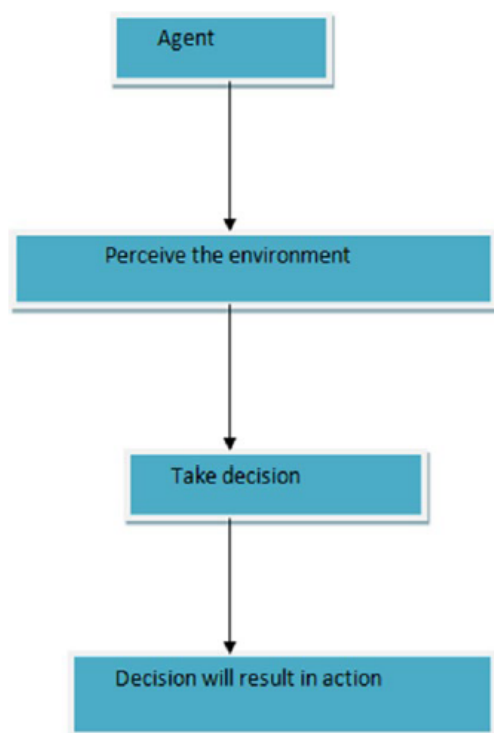 Agent
Perceive the environment
Take decision
Decision will result in action